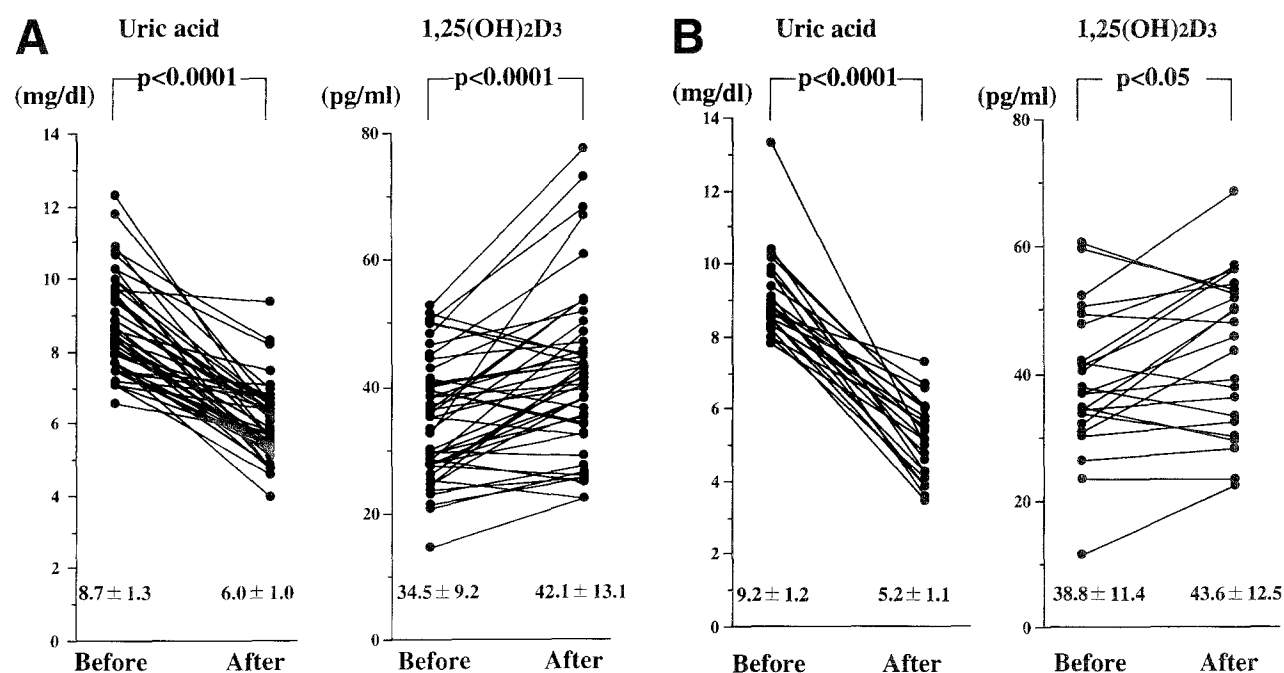 A
Uric acid
p<0.0001
(mg/dl)
14
12
10
8
6
4
2
0
8.7 ± 1.3
6.0 ± 1.0
Before
After
1,25(OH)2D3
p<0.0001
(pg/ml)
80
60
40
20
0
34.5 ± 9.2
42.1 ± 13.1
Before
After
B
Uric acid
p<0.0001
(mg/dl)
14
12
10
8
6
4
2
0
9.2 ± 1.2
5.2 ± 1.1
Before
After
1,25(OH)2D3
p<0.05
(pg/ml)
80
60
40
20
0
38.8 ± 11.4
43.6 ± 12.5
Before
After